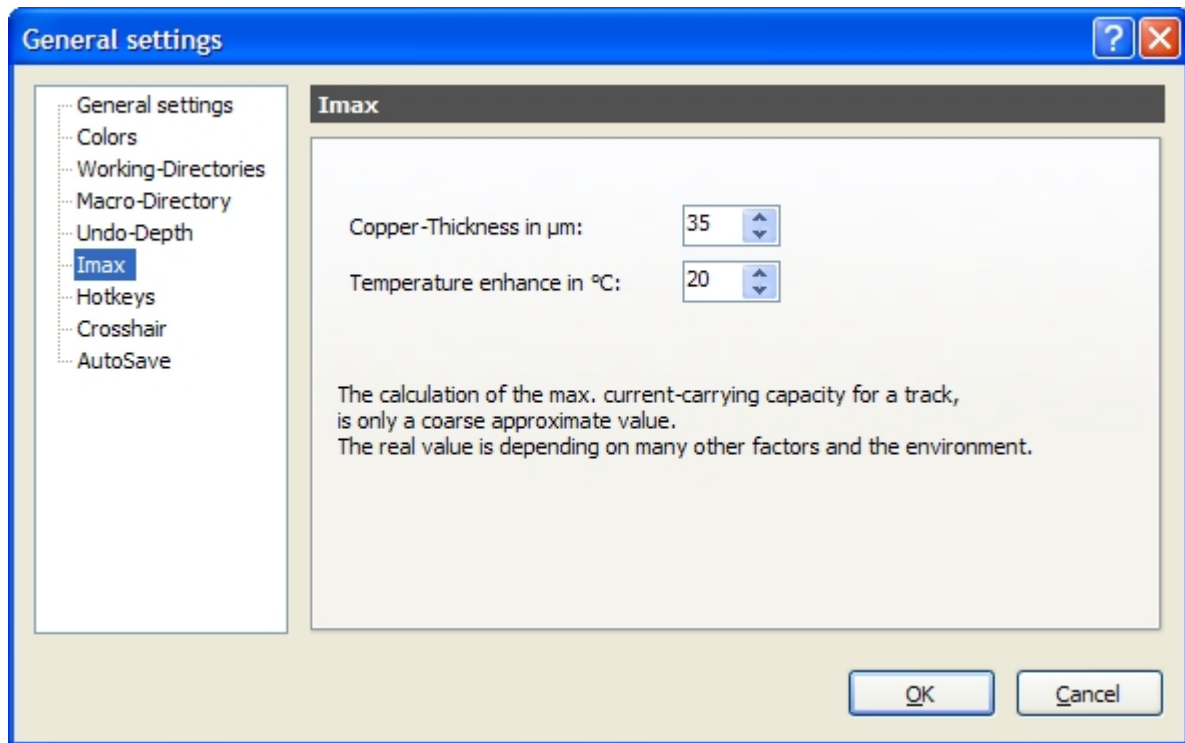 General settings
General settings
Colors
Working-Directories
Macro-Directory
Undo-Depth
Imax
Hotkeys
Crosshair
AutoSave
Imax
Copper-Thickness in µm: 35
Temperature enhance in °C: 20
The calculation of the max. current-carrying capacity for a track,
is only a coarse approximate value.
The real value is depending on many other factors and the environment.
OK Cancel